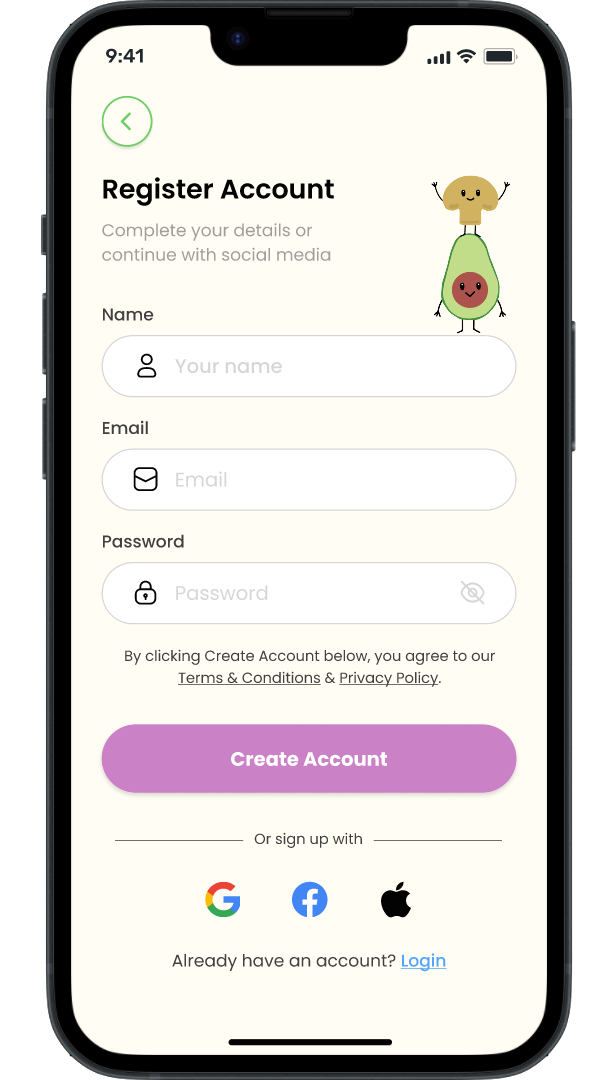 9:41
Register Account
Complete your details or
continue with social media
Name
Your name
Email
Email
Password
Password
By clicking Create Account below, you agree to our
Terms & Conditions & Privacy Policy.
Create Account
Or sign up with
Already have an account? Login